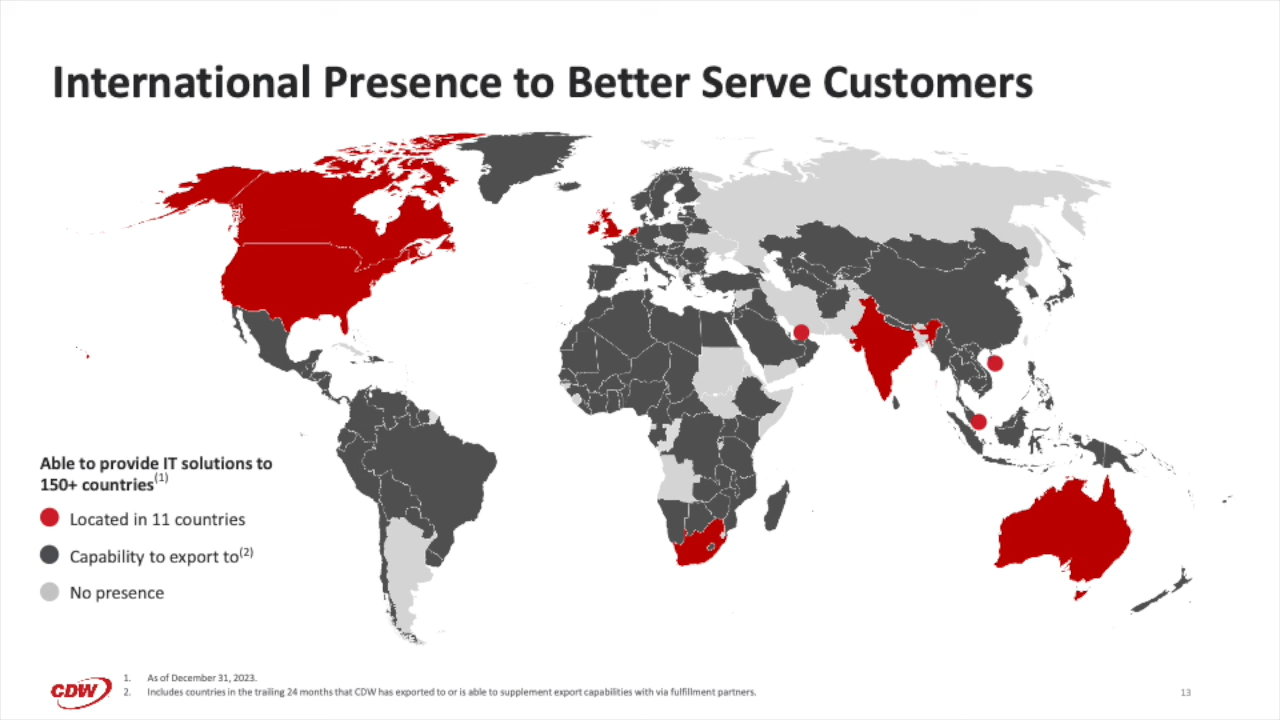 International Presence to Better Serve Customers
Able to provide IT solutions to
150+ countries(1)
Located in 11 countries
Capability to export to(2)
No presence
CDW
1. As of December 31, 2023.
2. Includes countries in the trailing 24 months that CDW has exported to or is able to supplement export capabilities with via fulfillment partners.
13